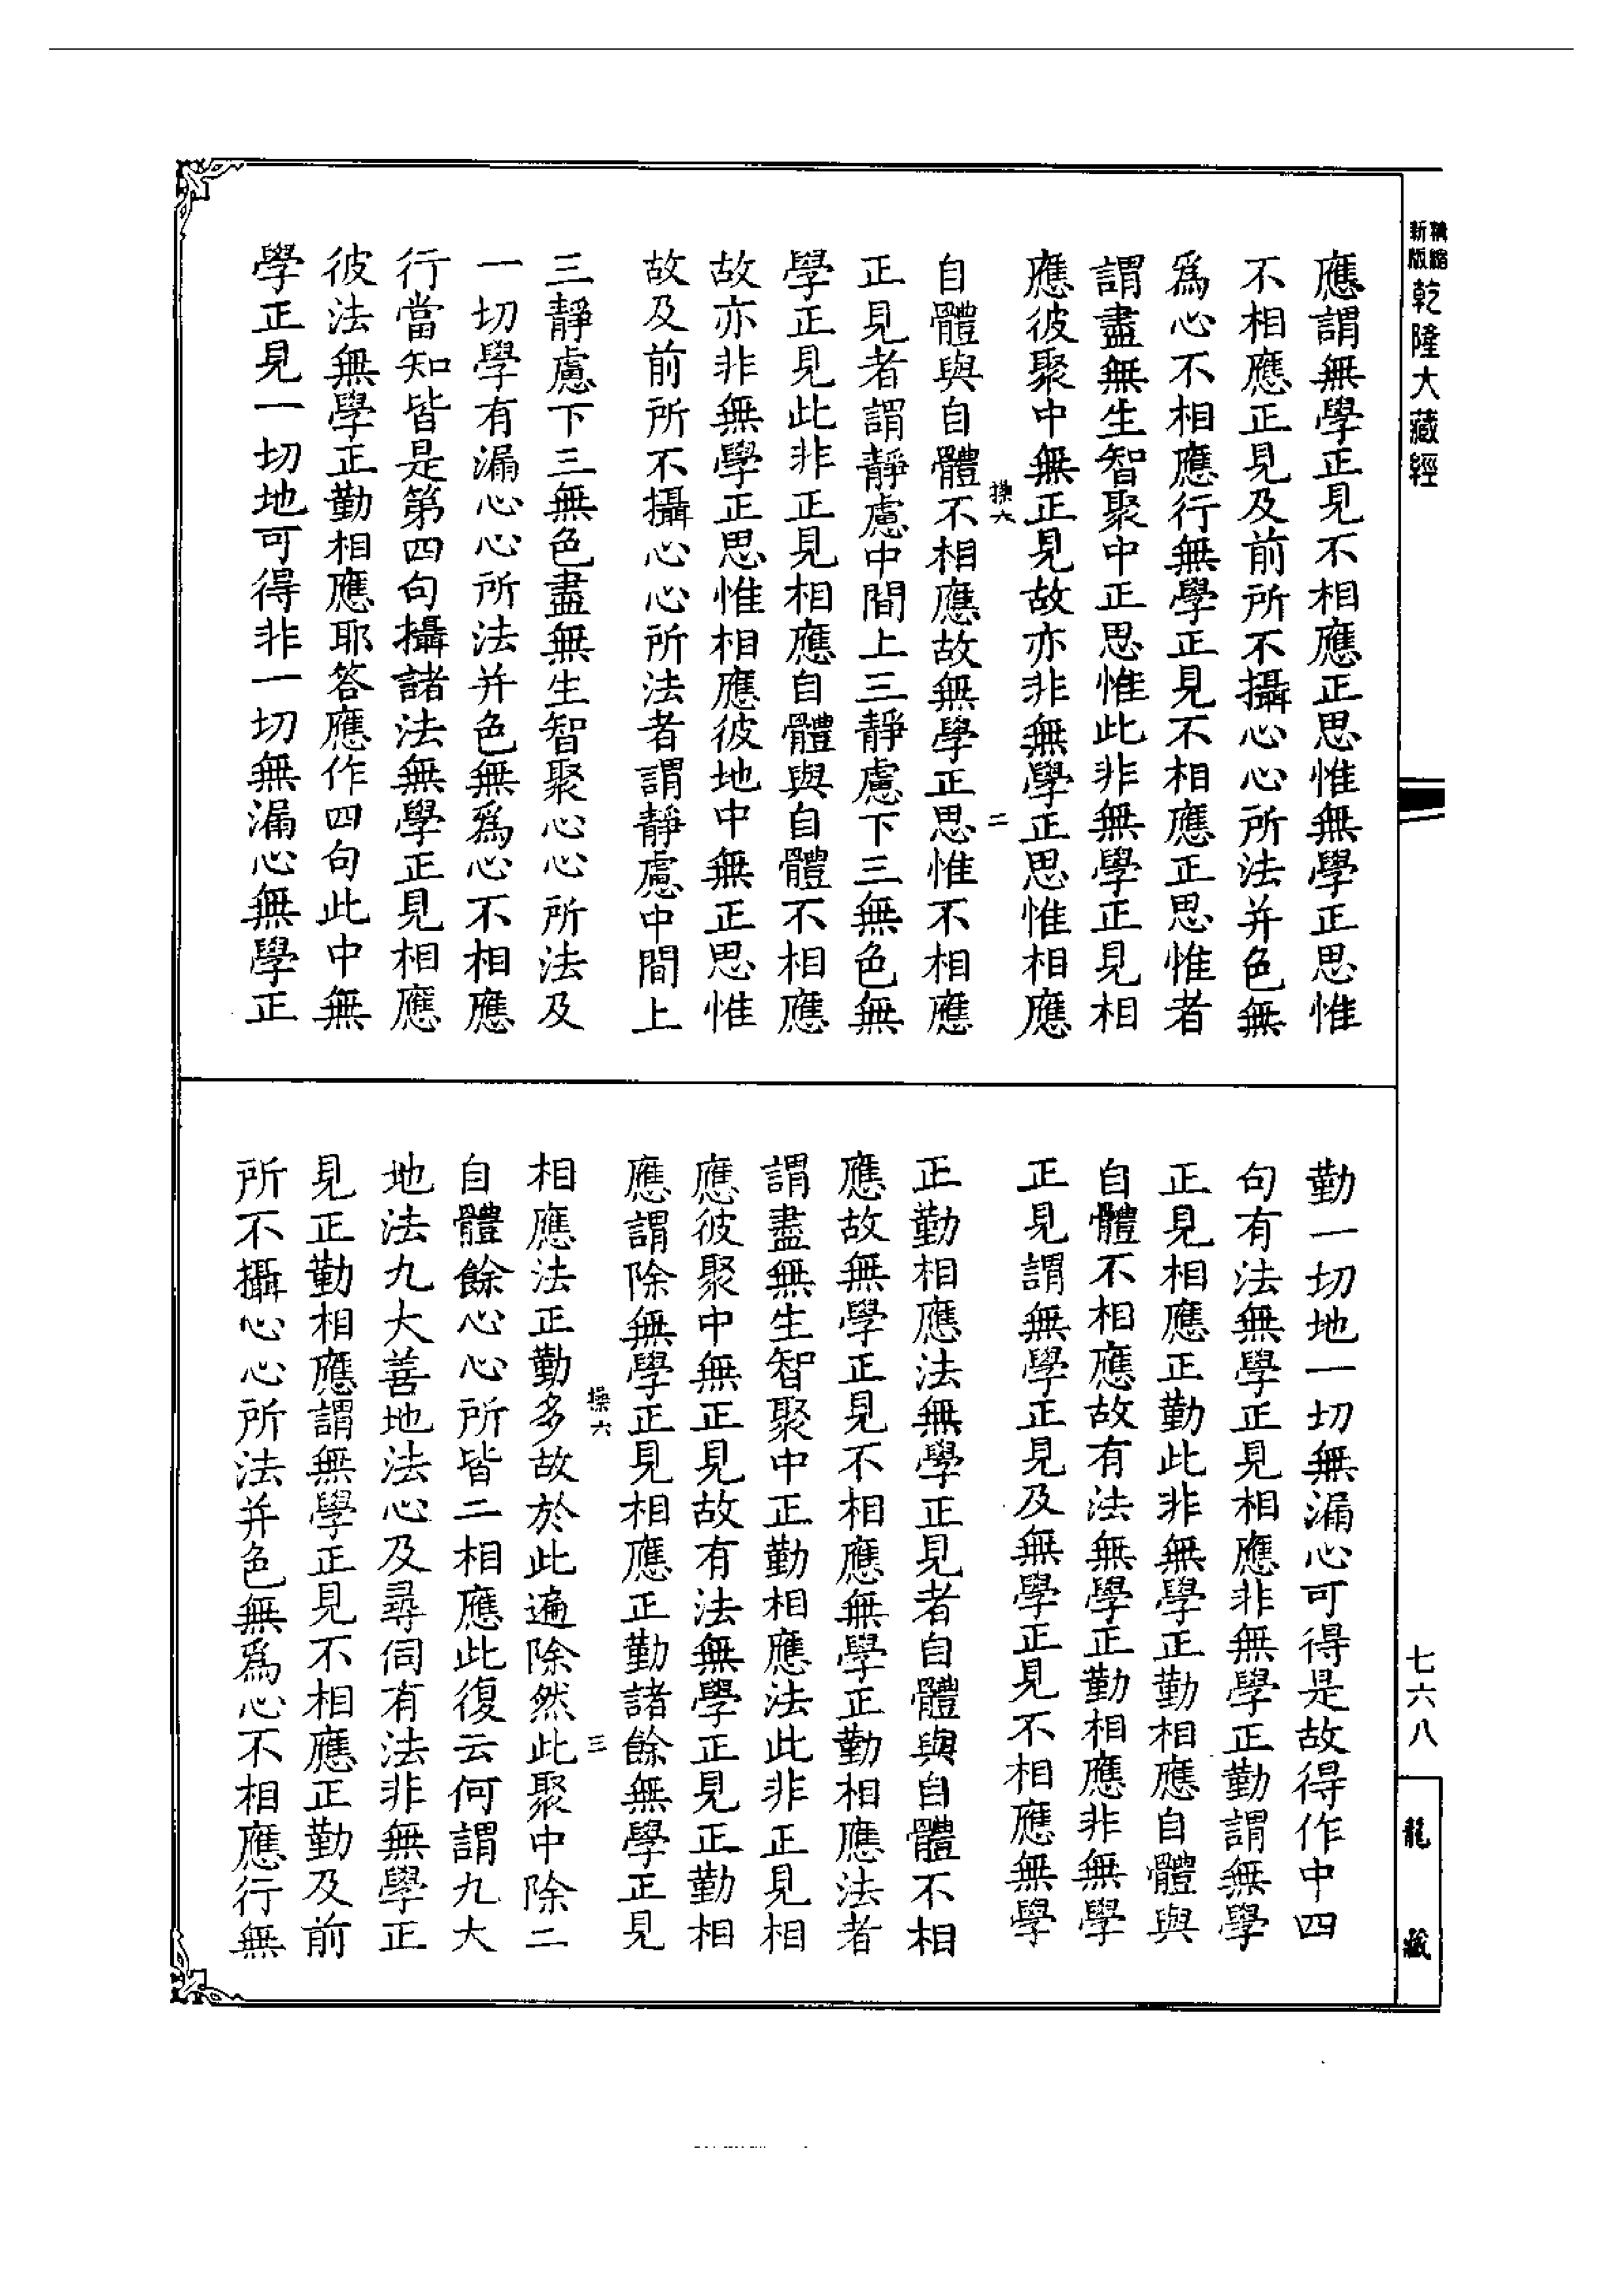 新版精縮乾隆大藏經
應謂無學正見不相應正思惟無學正思惟
不相應正見及前所不攝心心所法并色無
爲心不相應行無學正見不相應正思惟者
謂盡無生智聚中正思惟此非無學正見相
應彼聚中無正見故亦非無學正思惟相應
操六
二
自體與自體不相應故無學正思惟不相應
正見者謂靜慮中間上三靜慮下三無色無
學正見此非正見相應自體與自體不相應
故亦非無學正思惟相應彼地中無正思惟
故及前所不攝心心所法者謂靜慮中間上
三靜慮下三無色盡無生智聚心心所法及
一切學有漏心心所法并色無爲心不相應
行當知皆是第四句攝諸法無學正見相應
彼法無學正勤相應耶答應作四句此中無
學正見一切地可得非一切無漏心無學正
勤一切地一切無漏心可得是故得作中四
句有法無學正見相應非無學正勤謂無學
正見相應正勤此非無學正勤相應自體與
自體不相應故有法無學正勤相應非無學
正見謂無學正見及無學正見不相應無學
正勤相應法無學正見者自體與自體不相
應故無學正見不相應無學正勤相應法者
謂盡無生智聚中正勤相應法此非正見相
應彼聚中無正見故有法無學正見正勤相
應謂除無學正見相應正勤諸餘無學正見
操六
三
相應法正勤多故於此遍除然此聚中除二
自體餘心心所皆二相應此復云何謂九大
地法九大善地法心及尋伺有法非無學正
見正勤相應謂無學正見不相應正勤及前
所不攝心心所法并色無爲心不相應行無
七六八
龍藏